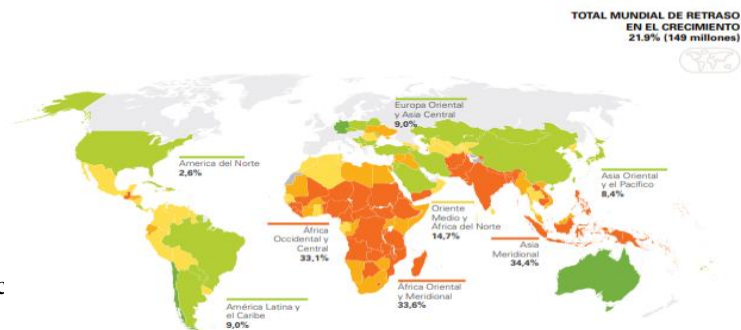 TOTAL MUNDIAL DE RETRASO
EN EL CRECIMIENTO
21.9% (149 millones)
Europa Oriental
y Asia Central
9,0%
America del Norte
2,6%
Asia Oriental
y el Pacífico
8,4%
Oriente
Medio y
África del Norte
14,7%
África
Occidental y
Central
33,1%
Asia
Meridional
34,4%
África Oriental
y Meridional
33,6%
América Latina y
el Caribe
9,0%